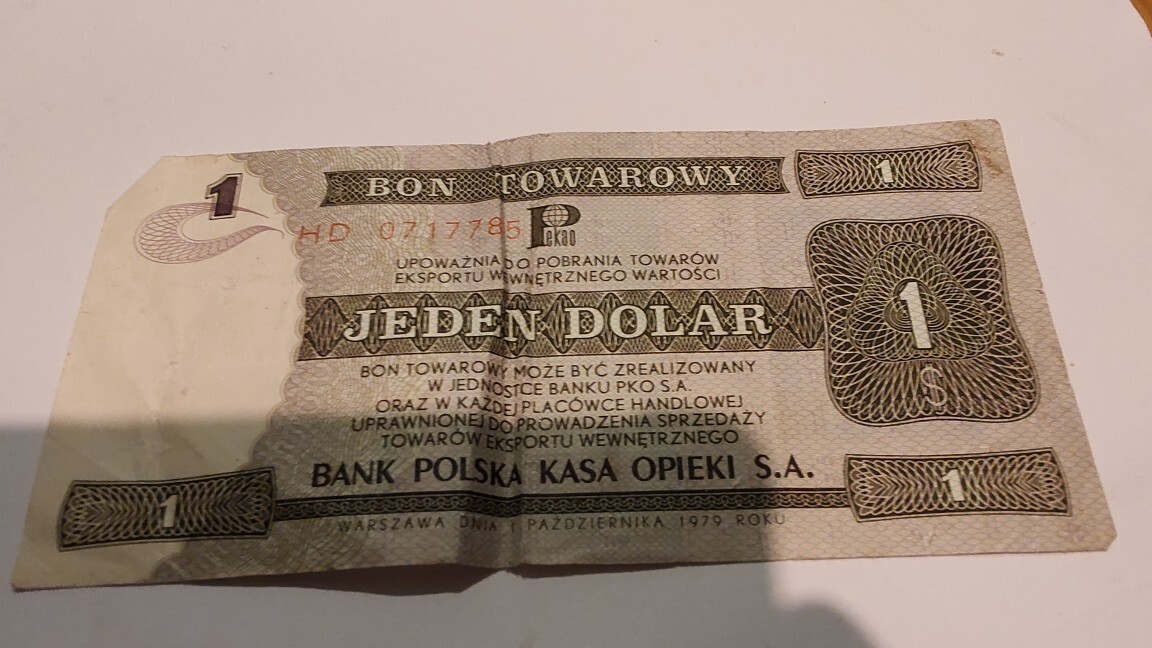 BON TOWAROWY 1
1
HD 0717785 Pekao
UPOWAŻNIA DO POBRANIA TOWARÓW
EKSPORTU WEWNĘTRZNEGO WARTOŚCI
JEDEN DOLAR
1
$
BON TOWAROWY MOŻE BYĆ ZREALIZOWANY
W JEDNOSTCE BANKU PKO S.A.
ORAZ W KAŻDEJ PLACÓWCE HANDLOWEJ
UPRAWNIONEJ DO PROWADZENIA SPRZEDAŻY
TOWARÓW EKSPORTU WEWNĘTRZNEGO
BANK POLSKA KASA OPIEKI S.A.
1
1
WARSZAWA DNIA 1 PAŹDZIERNIKA 1979 ROKU